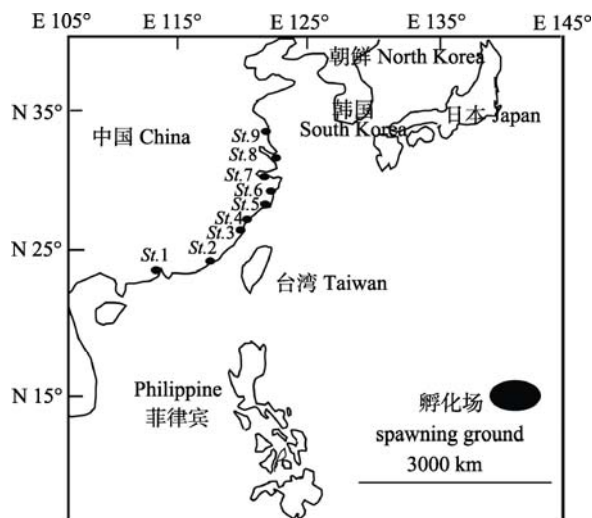 E 105° E 115° E 125° E 135° E 145°
朝鲜 North Korea
N 35°
韩国
日本 Japan
South Korea
中国 China
St.9
St.8
St.7
St.6
St.5
St.4
St.3
N 25°
St.1
St.2
台湾 Taiwan
Philippine
菲律宾
N 15°
孵化场
spawning ground
3000 km